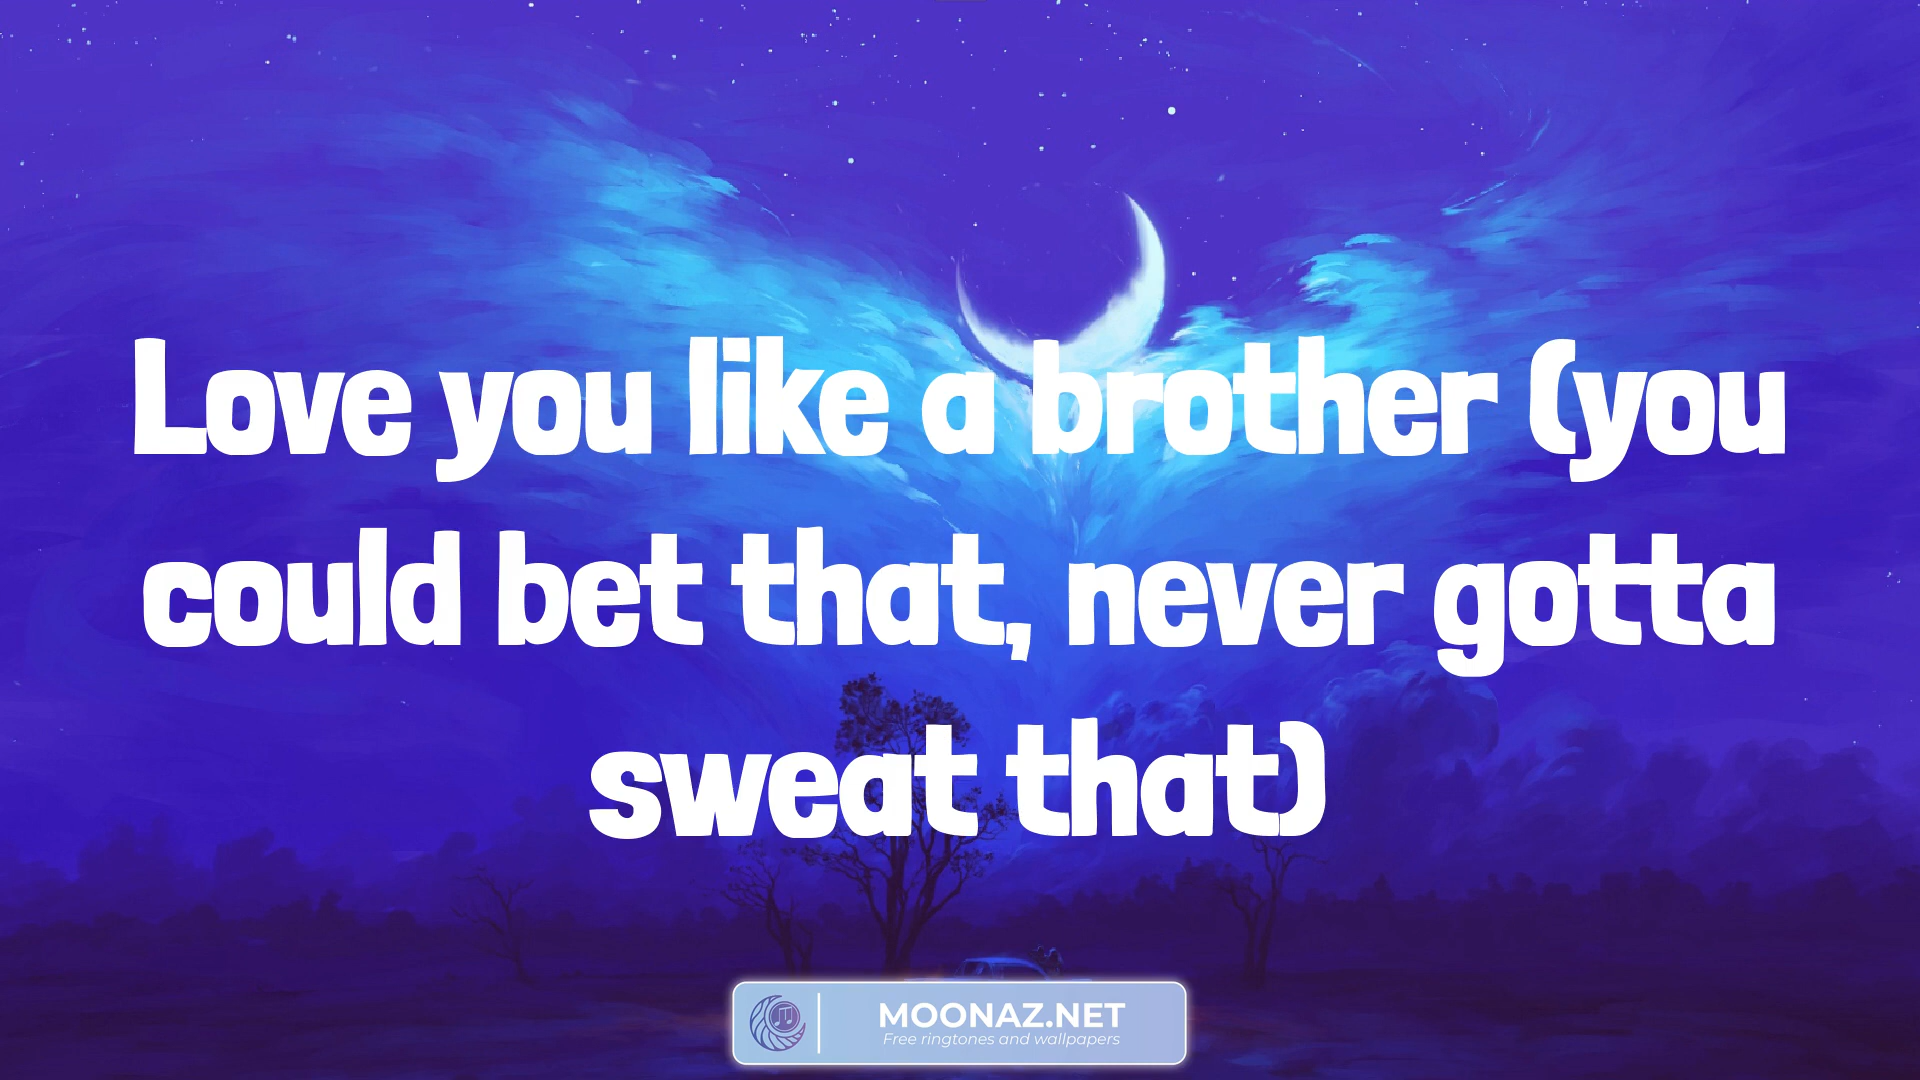 Love you like a brother (you
could bet that, never gotta
sweat that)
MOONAZ.NET
Free ringtones and wallpapers